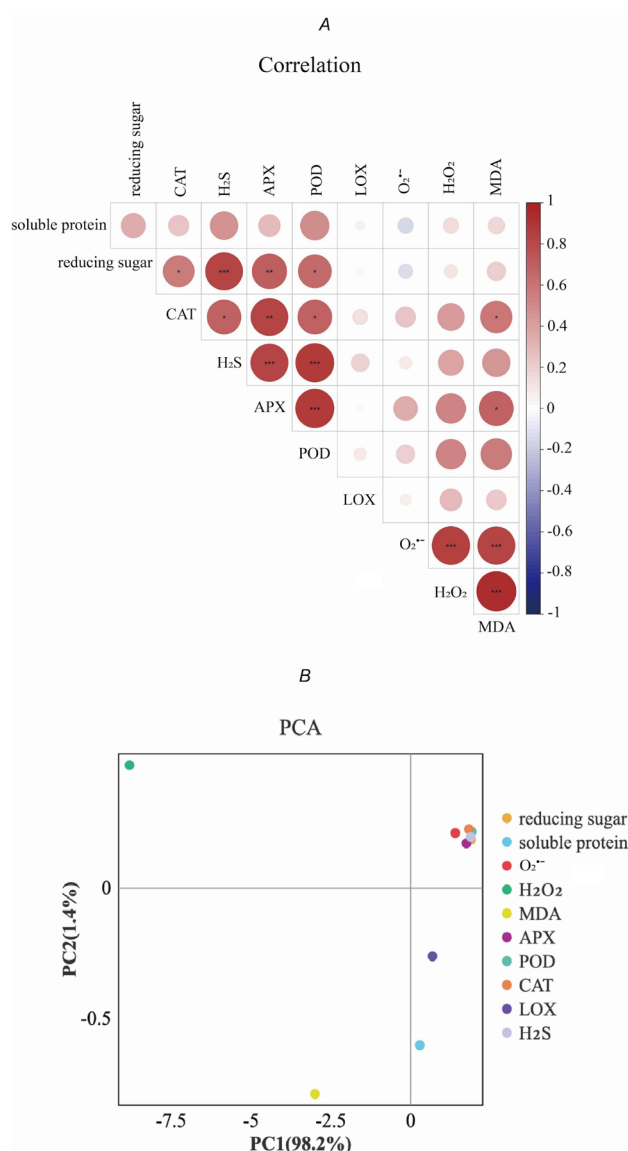 A
Correlation
reducing sugar
CAT
H₂S
APX
POD
LOX
O₂•−
H₂O₂
MDA
soluble protein
reducing sugar
CAT
H₂S
APX
POD
LOX
O₂•−
H₂O₂
MDA
* *** ** *
* ** * *
*** ***
*** *
*** ***
***
1
0.8
0.6
0.4
0.2
0
-0.2
-0.4
-0.6
-0.8
-1
B
PCA
PC2(1.4%)
0
-0.5
-7.5 -5 -2.5 0
PC1(98.2%)
reducing sugar
soluble protein
O₂•−
H2O2
MDA
APX
POD
CAT
LOX
H2S